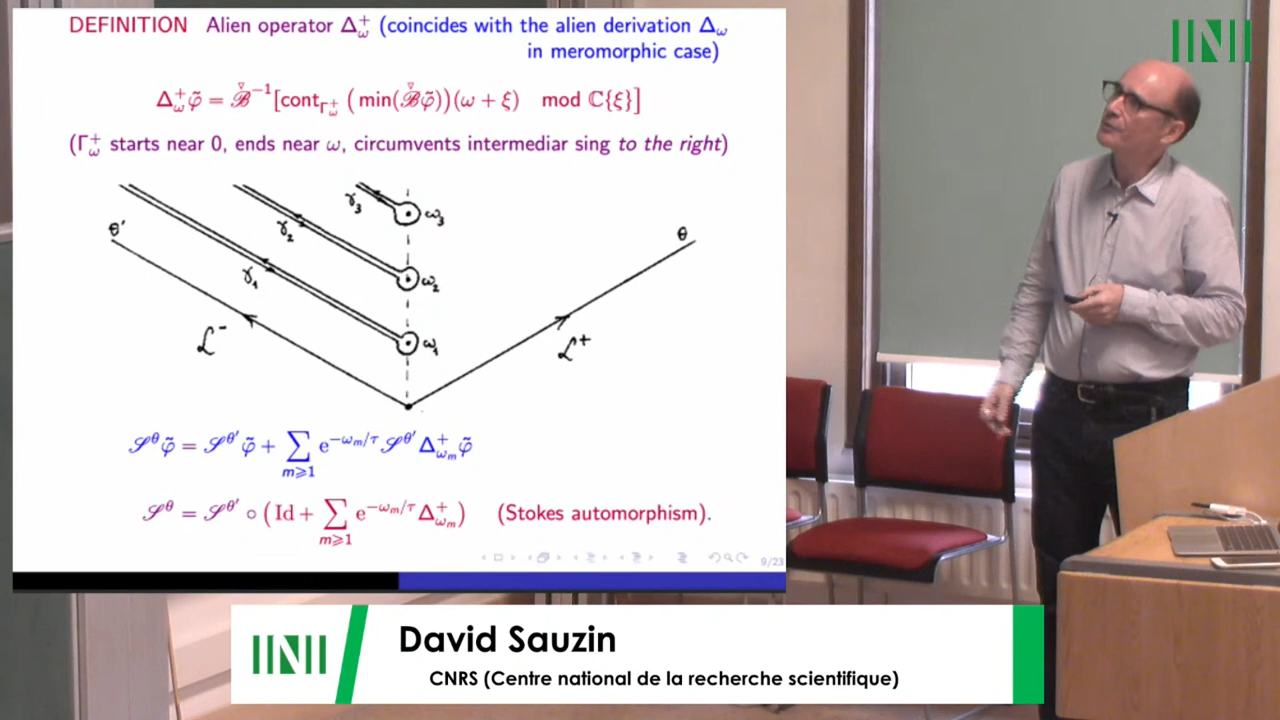 DEFINITION Alien operator Δ⁺_ω (coincides with the alien derivation Δ_ω
in meromorphic case)
Δ⁺_ω φ̃ = ℬ̌⁻¹[cont_{Γ⁺_ω} (min(ℬ̌φ̃))(ω + ξ) mod ℂ{ξ}]
(Γ⁺_ω starts near 0, ends near ω, circumvents intermediar sing to the right)
γ₃ ω₃
θ′ γ₂ θ
γ₁ ω₂
ℒ⁻ ω₁ ℒ⁺
𝒮^θ φ̃ = 𝒮^θ′ φ̃ + ∑_{m⩾1} e^{−ω_m/τ} 𝒮^θ′ Δ⁺_{ω_m} φ̃
𝒮^θ = 𝒮^θ′ ∘ (Id + ∑_{m⩾1} e^{−ω_m/τ} Δ⁺_{ω_m}) (Stokes automorphism).
9/23
David Sauzin
CNRS (Centre national de la recherche scientifique)